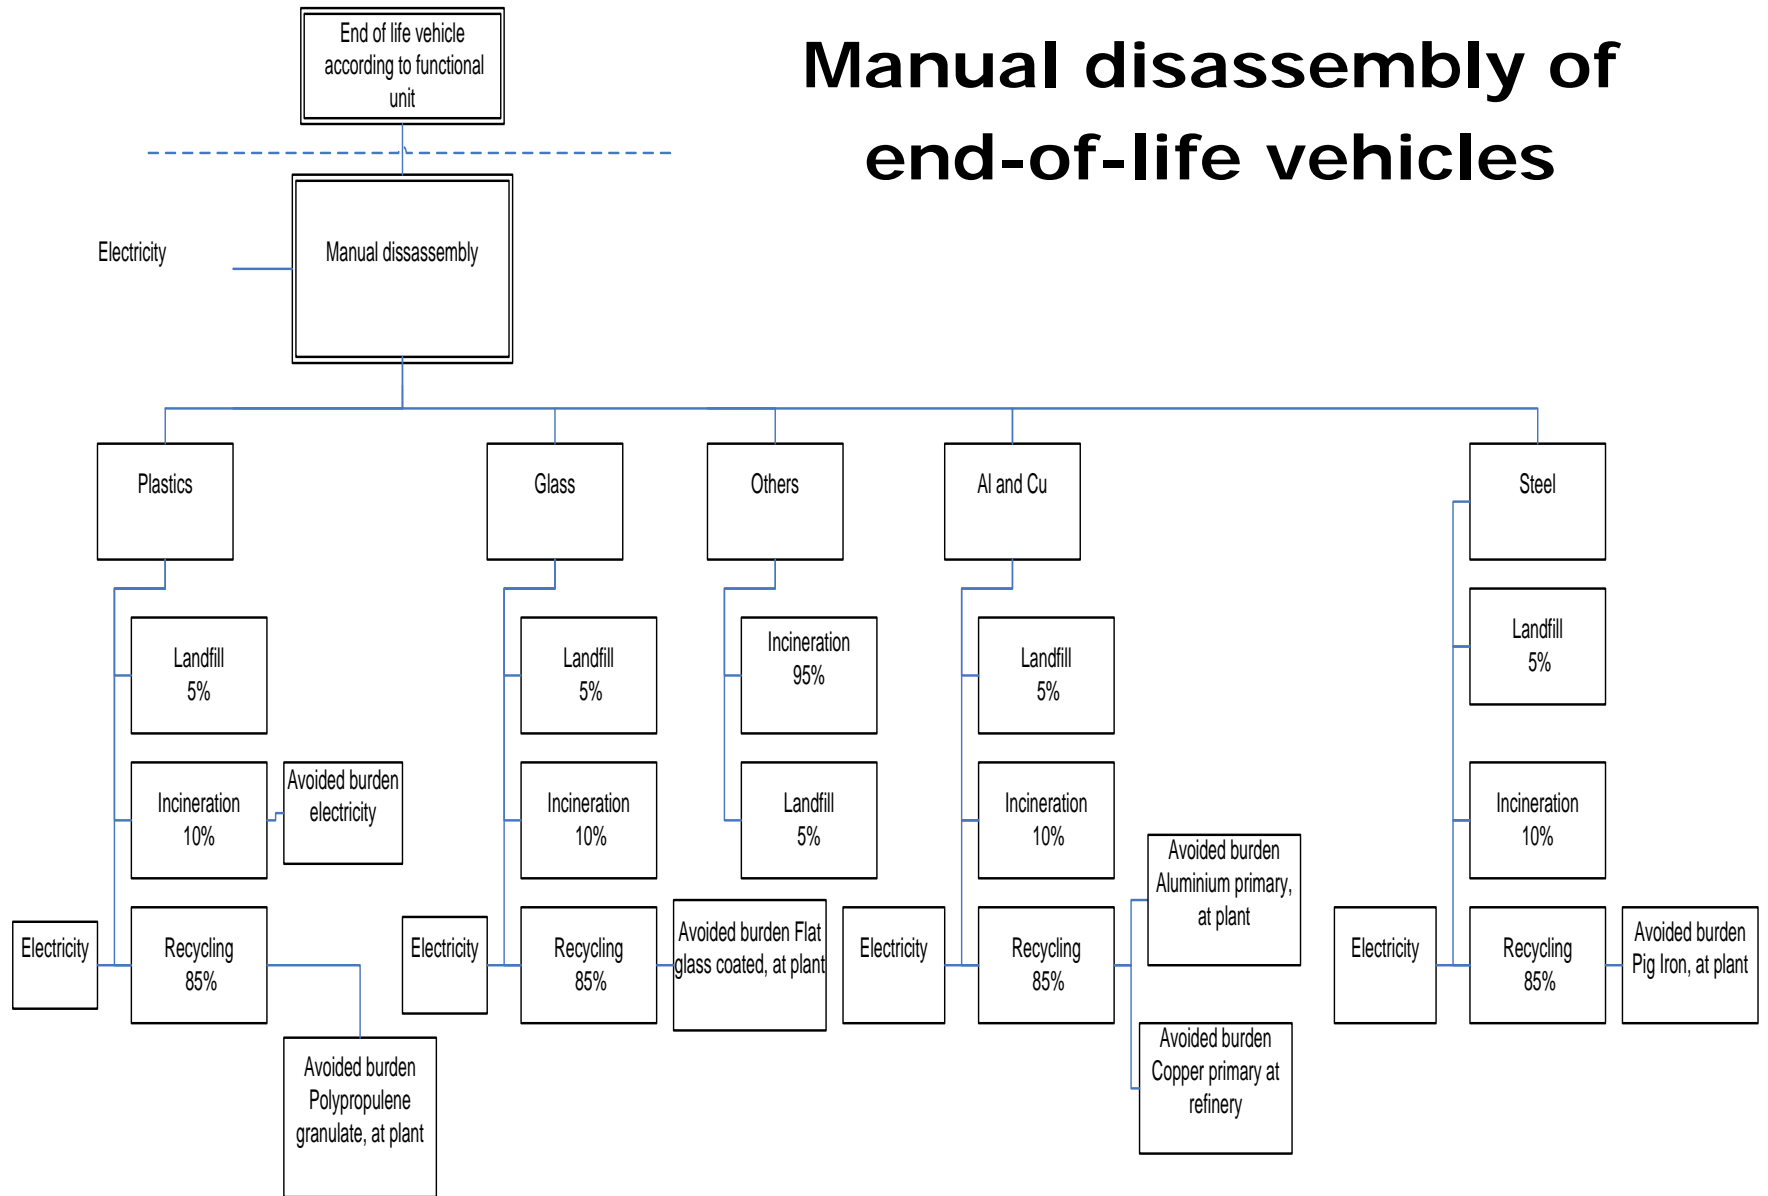 Manual disassembly of
end-of-life vehicles
End of life vehicle
according to functional
unit
Electricity
Manual dissassembly
Plastics
Glass
Others
Al and Cu
Steel
Landfill
5%
Incineration
10%
Avoided burden
electricity
Electricity
Recycling
85%
Avoided burden
Polypropulene
granulate, at plant
Landfill
5%
Incineration
10%
Electricity
Recycling
85%
Avoided burden Flat
glass coated, at plant
Incineration
95%
Landfill
5%
Landfill
5%
Incineration
10%
Electricity
Recycling
85%
Avoided burden
Aluminium primary,
at plant
Avoided burden
Copper primary at
refinery
Landfill
5%
Incineration
10%
Electricity
Recycling
85%
Avoided burden
Pig Iron, at plant